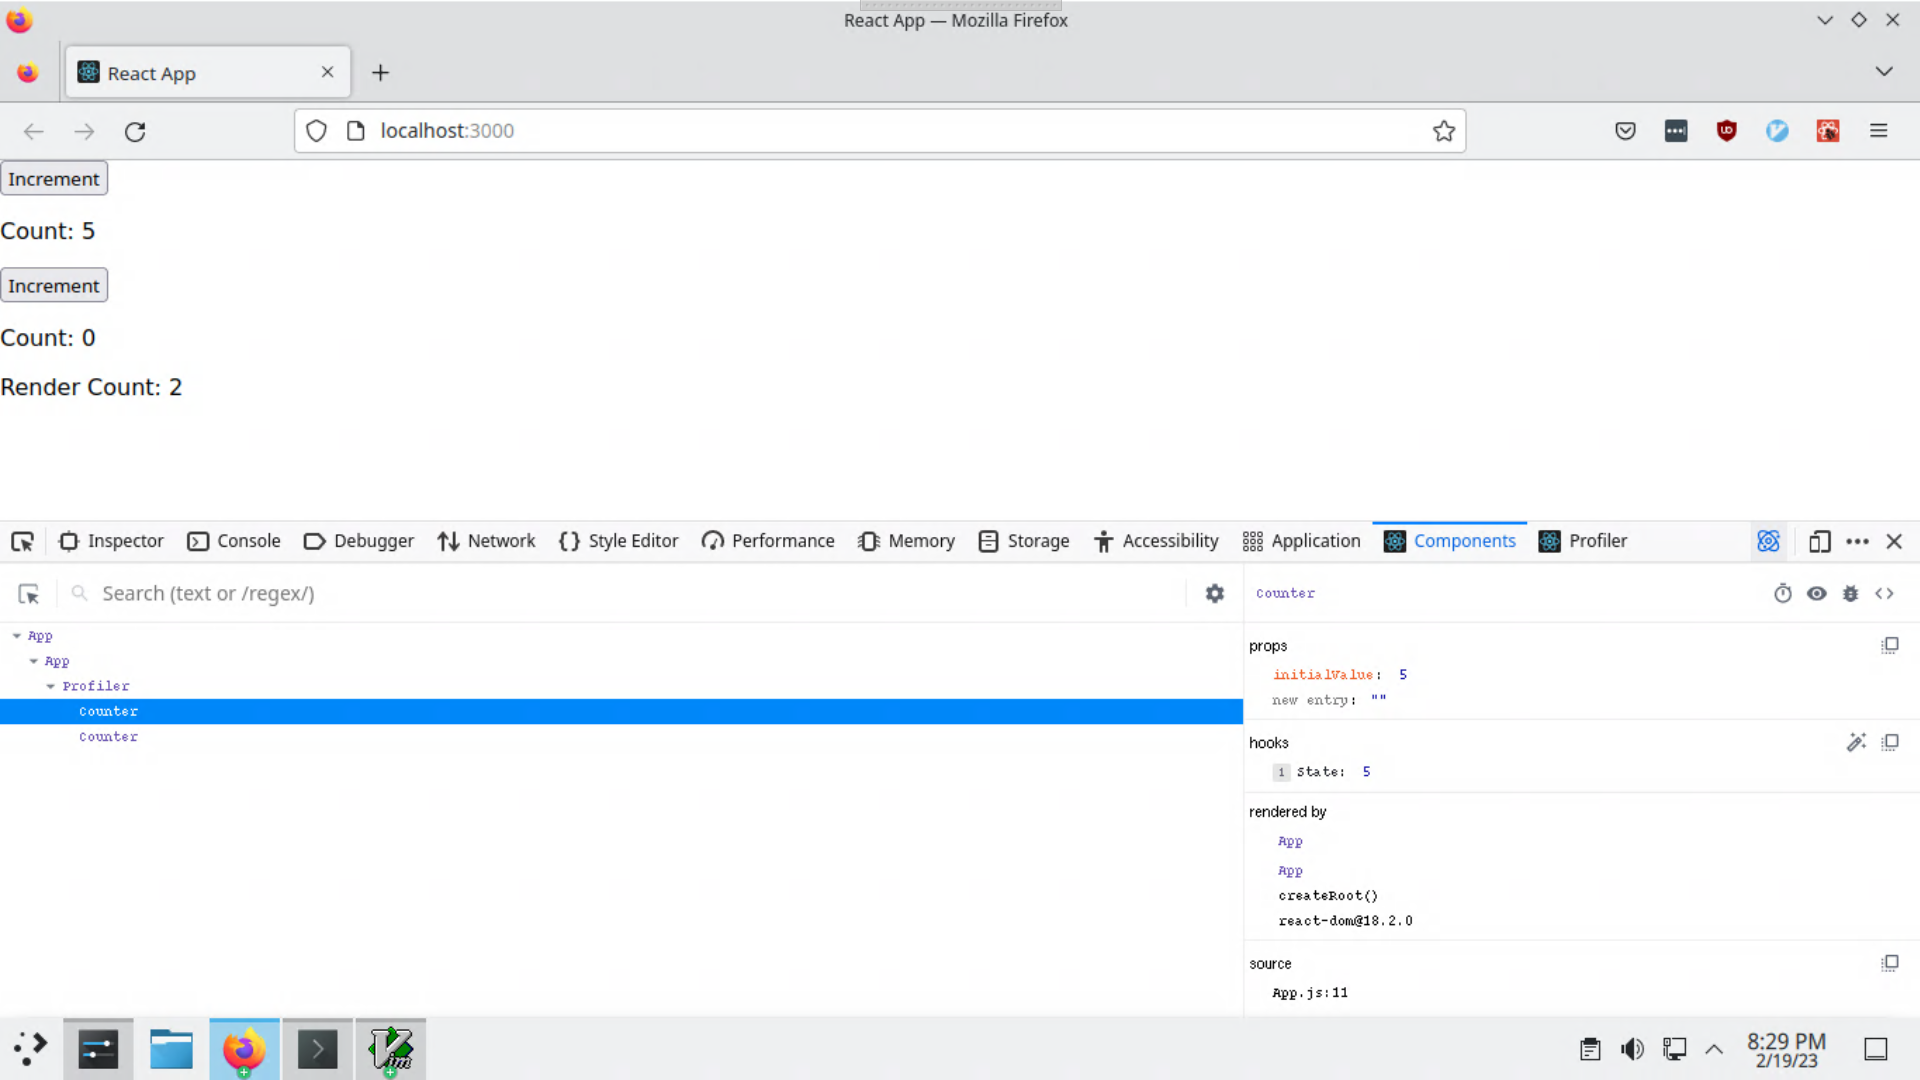 React App — Mozilla Firefox
React App
localhost:3000
Increment
Count: 5
Increment
Count: 0
Render Count: 2
Inspector Console Debugger Network Style Editor Performance Memory Storage Accessibility Application Components Profiler
Search (text or /regex/)
App
App
Profiler
Counter
Counter
Counter
props
initialValue: 5
new entry: ""
hooks
1 State: 5
rendered by
App
App
createRoot()
react-dom@18.2.0
source
App.js:11
8:29 PM
2/19/23